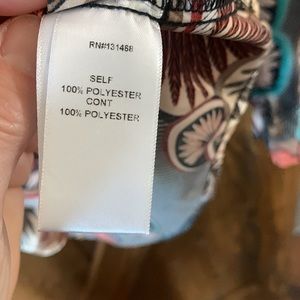 RN#131468
SELF
100% POLYESTER
CONT
100% POLYESTER